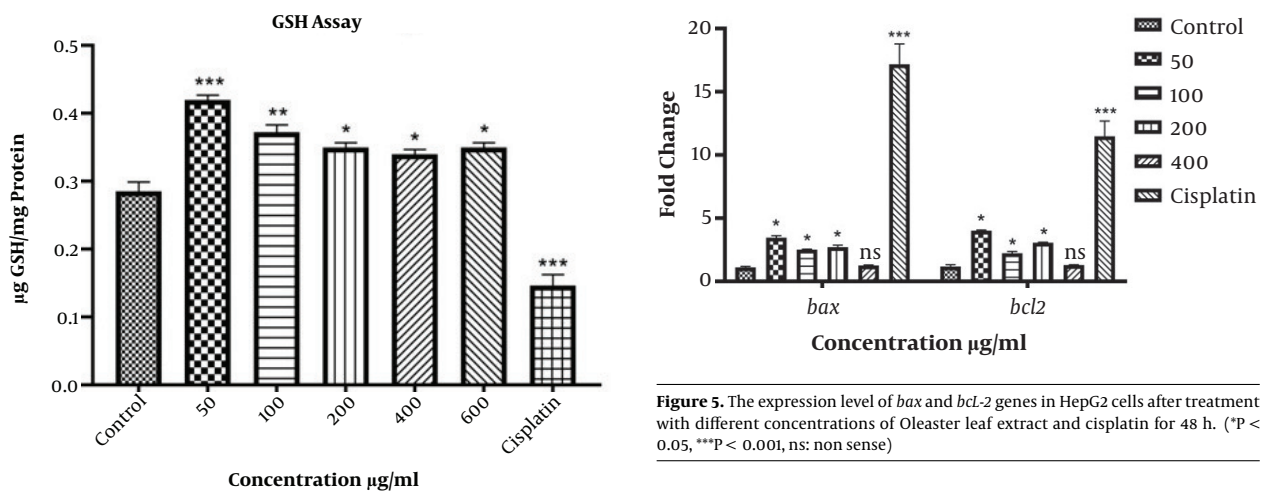 GSH Assay
0.5
0.4
0.3
0.2
0.1
0.0
µg GSH/mg Protein
***
**
*
*
*
***
Control
50
100
200
400
600
Cisplatin
Concentration µg/ml
20
15
10
5
0
Fold Change
*
*
*
ns
***
*
*
*
ns
***
bax
bcl2
Concentration µg/ml
Control
50
100
200
400
Cisplatin
Figure 5. The expression level of bax and bcL-2 genes in HepG2 cells after treatment
with different concentrations of Oleaster leaf extract and cisplatin for 48 h. (*P <
0.05, ***P < 0.001, ns: non sense)